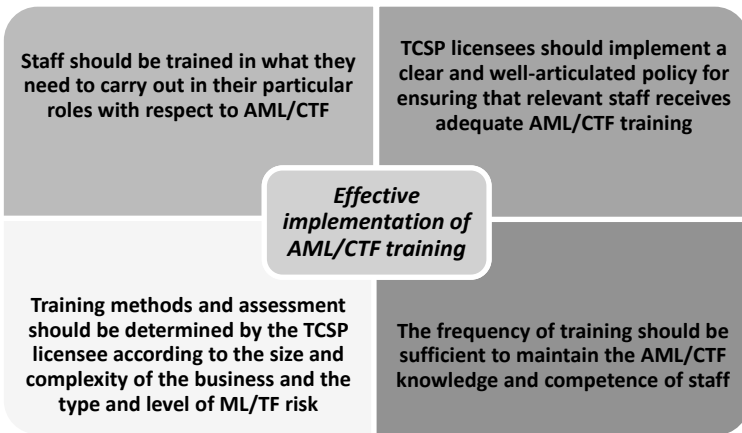 Staff should be trained in what they
need to carry out in their particular
roles with respect to AML/CTF
TCSP licensees should implement a
clear and well-articulated policy for
ensuring that relevant staff receives
adequate AML/CTF training
Effective
implementation of
AML/CTF training
Training methods and assessment
should be determined by the TCSP
licensee according to the size and
complexity of the business and the
type and level of ML/TF risk
The frequency of training should be
sufficient to maintain the AML/CTF
knowledge and competence of staff